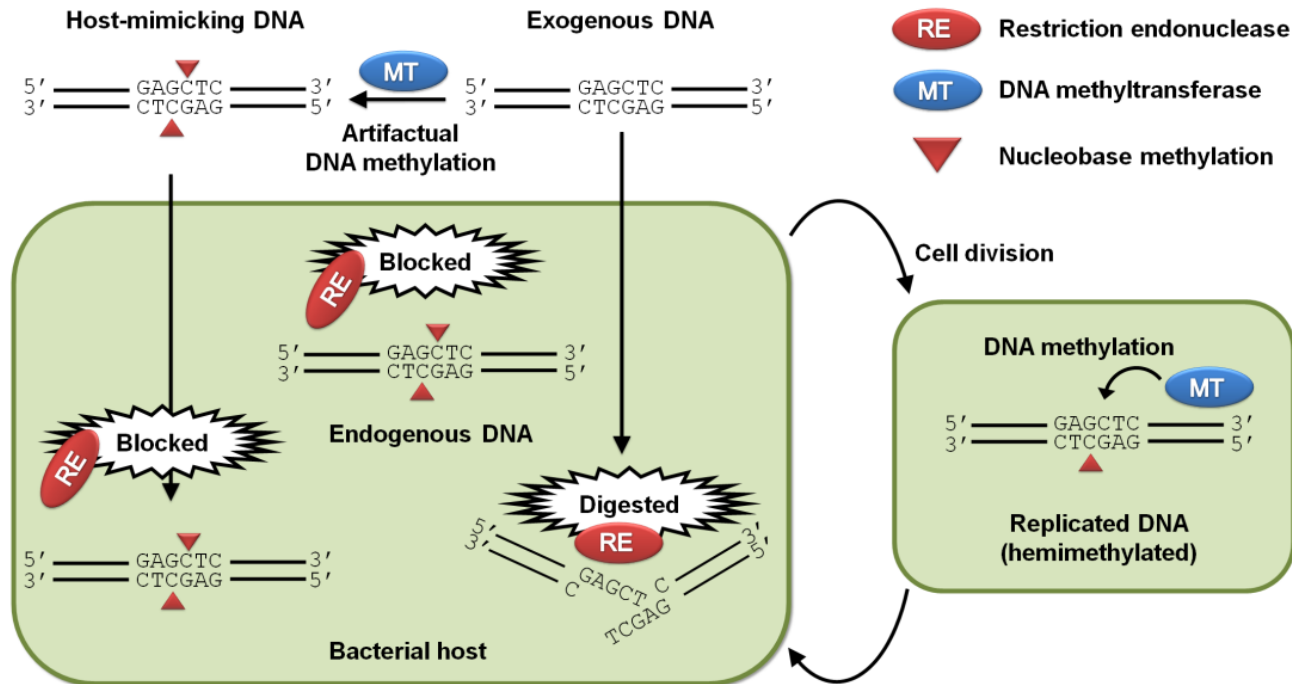 Host-mimicking DNA
Exogenous DNA
RE Restriction endonuclease
MT DNA methyltransferase
Nucleobase methylation
5′ GAGCTC 3′
3′ CTCGAG 5′
MT
5′ GAGCTC 3′
3′ CTCGAG 5′
Artifactual
DNA methylation
Blocked
RE
5′ GAGCTC 3′
3′ CTCGAG 5′
Endogenous DNA
Blocked
RE
5′ GAGCTC 3′
3′ CTCGAG 5′
Digested
RE
5′ GAGCT C 3′
3′ C TCGAG 5′
Bacterial host
Cell division
DNA methylation
MT
5′ GAGCTC 3′
3′ CTCGAG 5′
Replicated DNA
(hemimethylated)